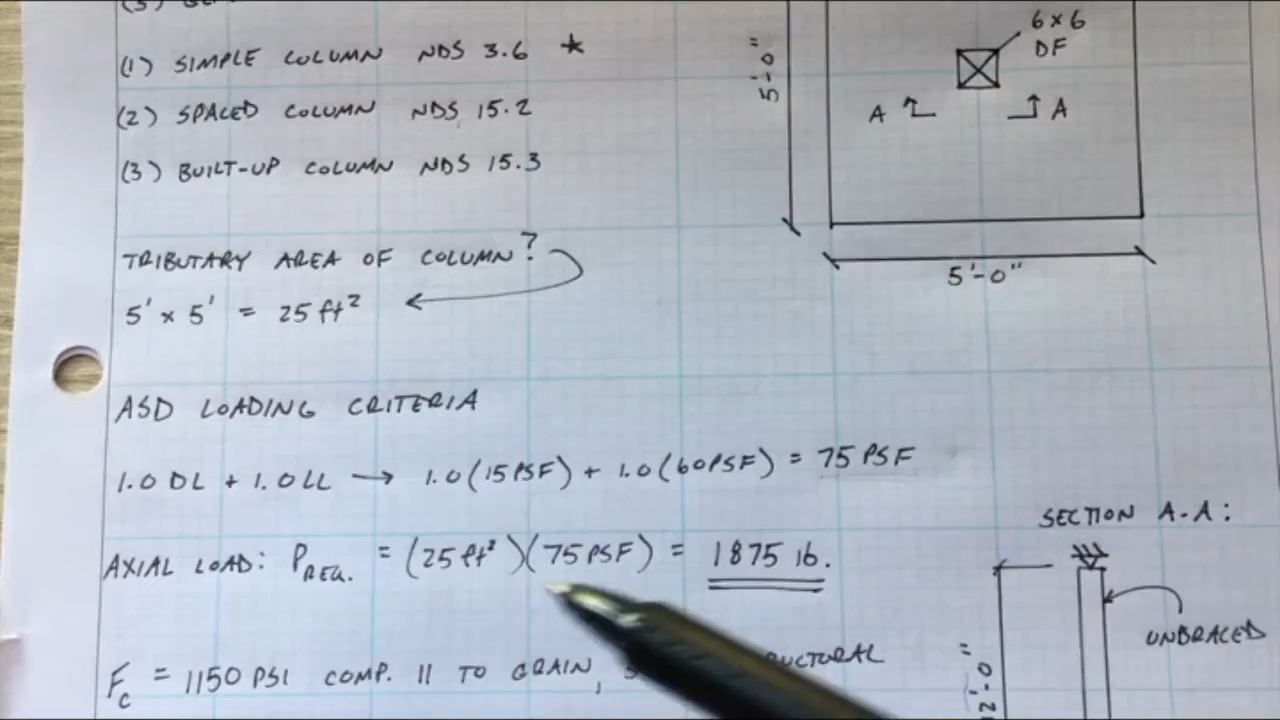 (1) SIMPLE COLUMN NDS 3.6 ★
(2) SPACED COLUMN NDS 15.2
(3) BUILT-UP COLUMN NDS 15.3
TRIBUTARY AREA OF COLUMN?
5' x 5' = 25 ft²
ASD LOADING CRITERIA
1.0 DL + 1.0 LL → 1.0 (15 PSF) + 1.0 (60 PSF) = 75 PSF
AXIAL LOAD: P REQ. = (25 ft²)(75 PSF) = 1875 lb.
Fc = 1150 PSI COMP. || TO GRAIN,
6 x 6
DF
A A
5'-0"
5'-0"
SECTION A-A:
UNBRACED